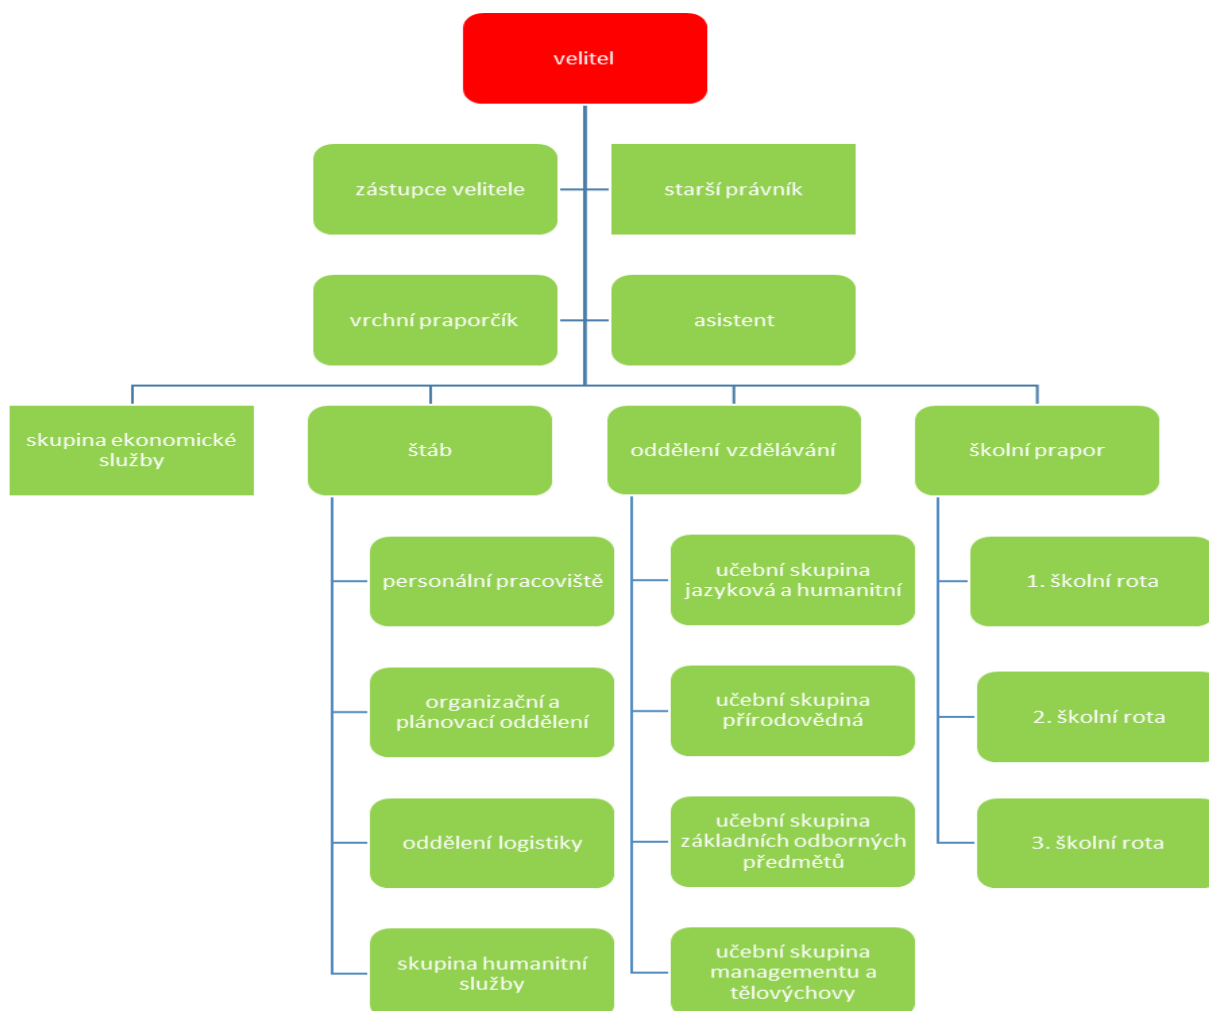 velitel
zástupce velitele
starší právník
vrchní praporčík
asistent
skupina ekonomické
služby
štáb
oddělení vzdělávání
školní prapor
personální pracoviště
organizační a
plánovací oddělení
oddělení logistiky
skupina humanitní
služby
učební skupina
jazyková a humanitní
učební skupina
přírodovědná
učební skupina
základních odborných
předmětů
učební skupina
managementu a
tělovýchovy
1. školní rota
2. školní rota
3. školní rota